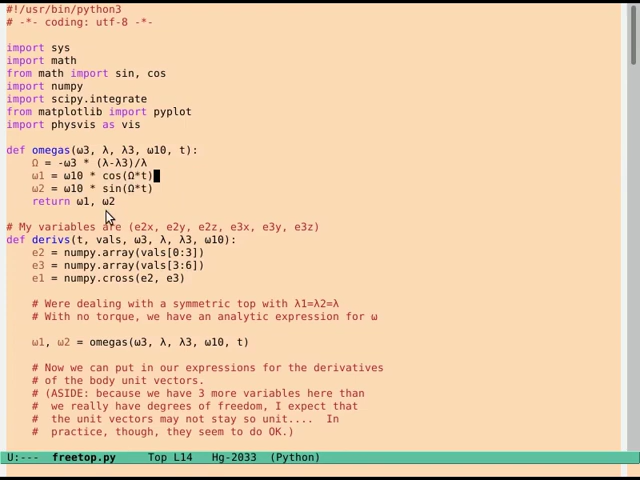 #!/usr/bin/python3
# -*- coding: utf-8 -*-
import sys
import math
from math import sin, cos
import numpy
import scipy.integrate
from matplotlib import pyplot
import physvis as vis
def omegas(ω3, λ, λ3, ω10, t):
Ω = -ω3 * (λ-λ3)/λ
ω1 = ω10 * cos(Ω*t)
ω2 = ω10 * sin(Ω*t)
return ω1, ω2
# My variables are (e2x, e2y, e2z, e3x, e3y, e3z)
def derivs(t, vals, ω3, λ, λ3, ω10):
e2 = numpy.array(vals[0:3])
e3 = numpy.array(vals[3:6])
e1 = numpy.cross(e2, e3)
# Were dealing with a symmetric top with λ1=λ2=λ
# With no torque, we have an analytic expression for ω
ω1, ω2 = omegas(ω3, λ, λ3, ω10, t)
# Now we can put in our expressions for the derivatives
# of the body unit vectors.
# (ASIDE: because we have 3 more variables here than
#  we really have degrees of freedom, I expect that
#  the unit vectors may not stay so unit....  In
#  practice, though, they seem to do OK.)
U:---  freetop.py     Top L14   Hg-2033  (Python)